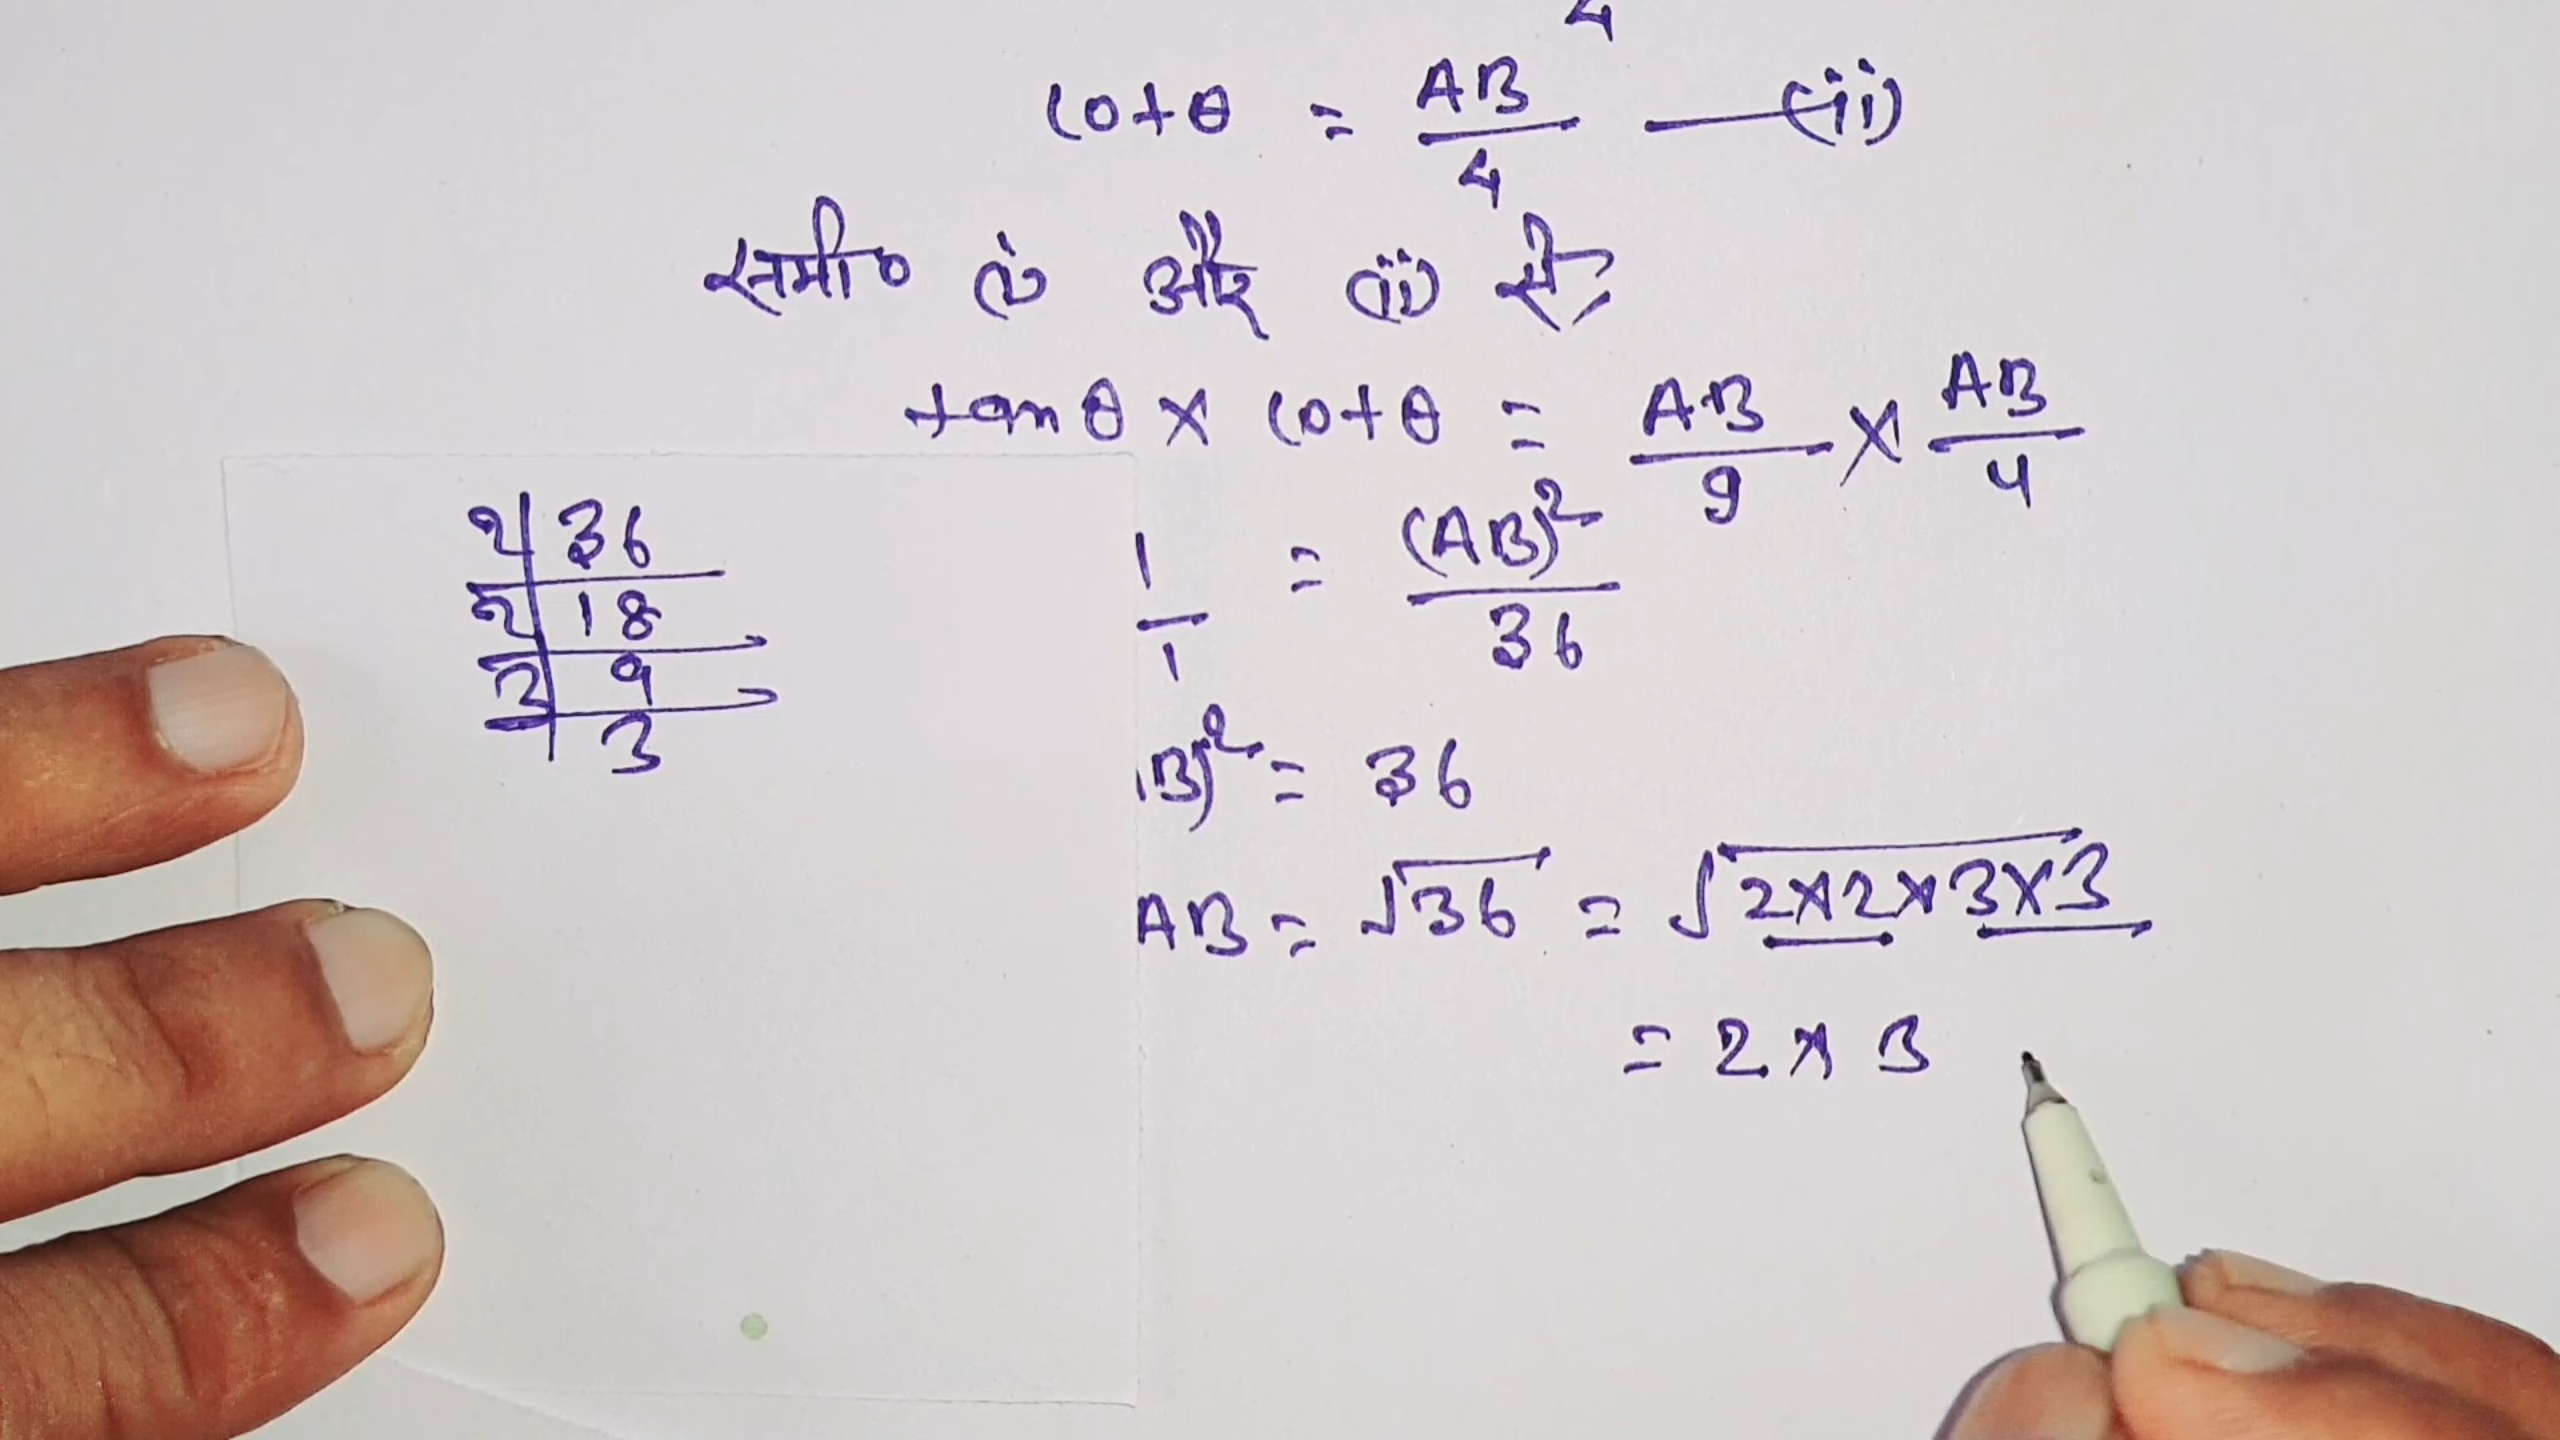 4
cotθ = AB/4 —(ii)
समी० (i) और (ii) से,
tanθ × cotθ = AB/9 × AB/4
1/1 = (AB)²/36
B)² = 36
AB = √36 = √2×2×3×3
= 2×3
2 | 36
2 | 18
3 | 9
3